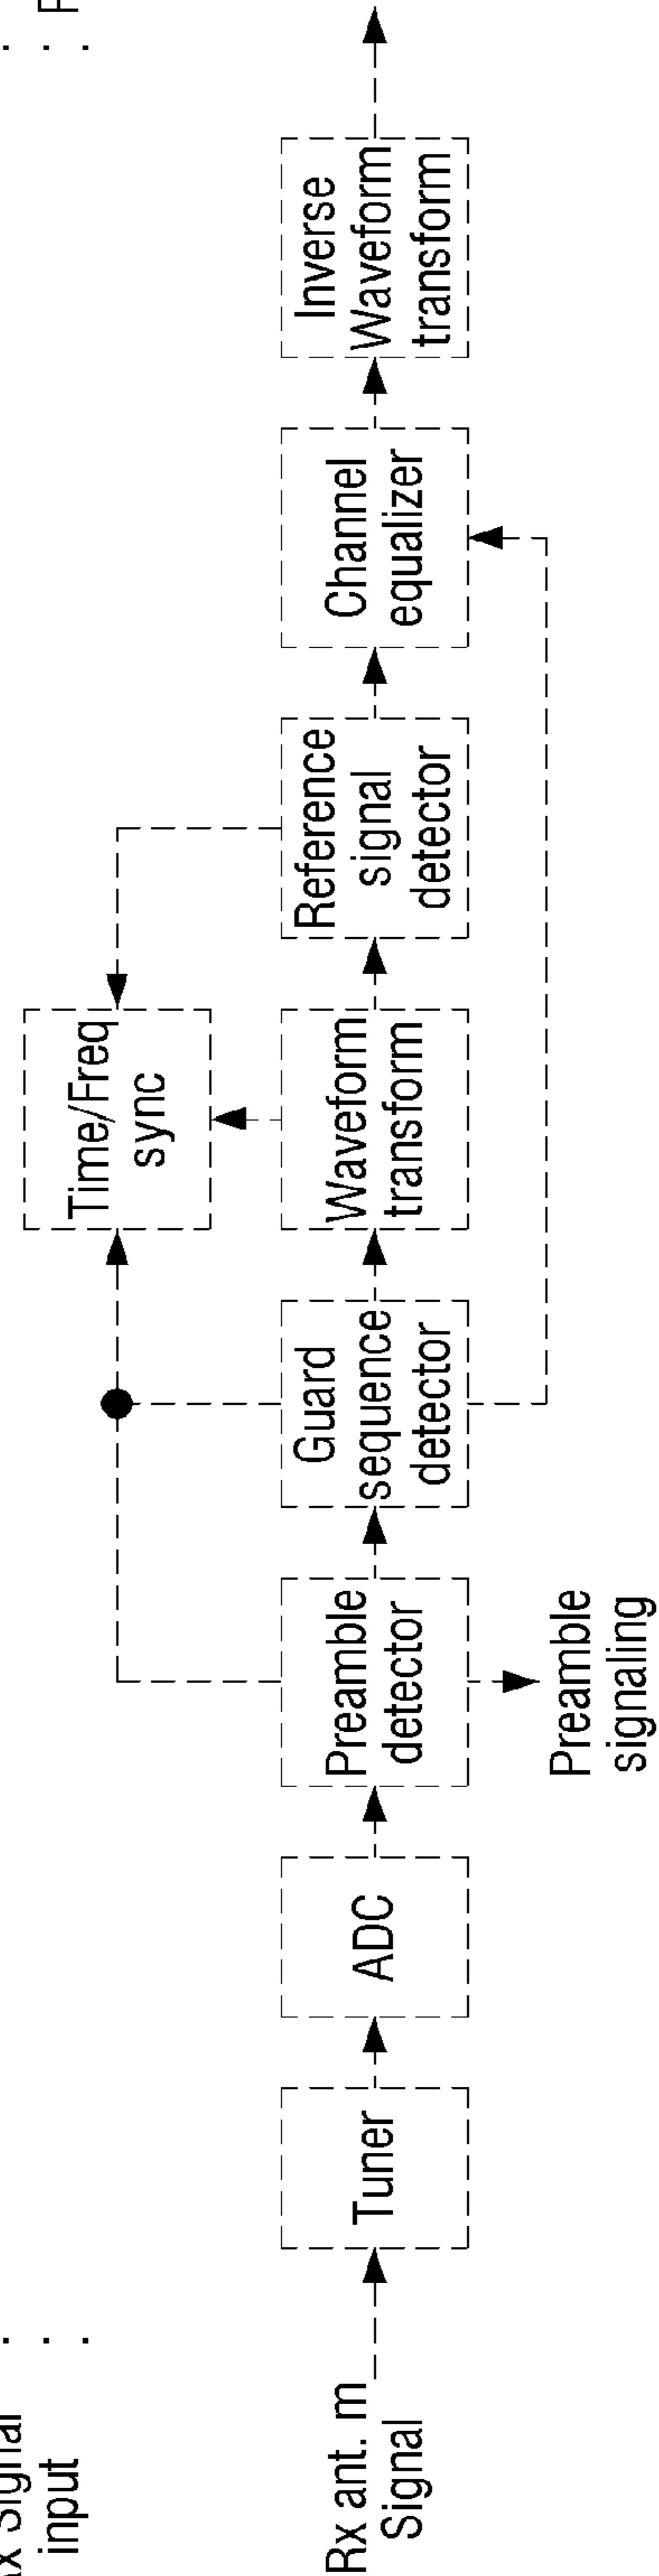 input
Rx ant. m
Signal
Tuner
ADC
Preamble
detector
Preamble
signaling
Guard
sequence
detector
Time/Freq
sync
Waveform
transform
Reference
signal
detector
Channel
equalizer
Inverse
Waveform
transform